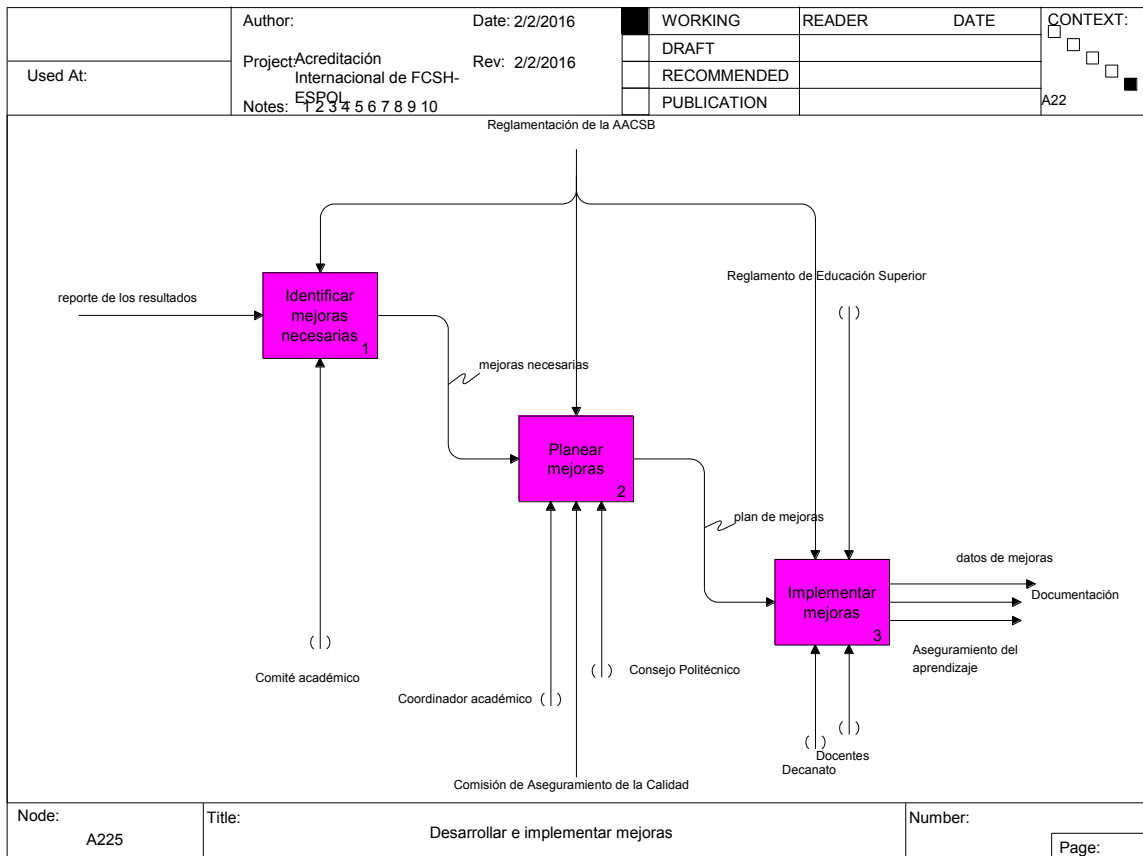 Used At:
Author:
Date: 2/2/2016
Project: Acreditación
Internacional de FCSH-
ESPOL
Rev: 2/2/2016
Notes: 1 2 3 4 5 6 7 8 9 10
WORKING
DRAFT
RECOMMENDED
PUBLICATION
READER DATE
CONTEXT:
A22
Reglamentación de la AACSB
Reglamento de Educación Superior
reporte de los resultados
Identificar
mejoras
necesarias
1
mejoras necesarias
Planear
mejoras
2
plan de mejoras
Implementar
mejoras
3
datos de mejoras
Documentación
Aseguramiento del
aprendizaje
( )
Comité académico
Coordinador académico ( )
( ) Consejo Politécnico
Comisión de Aseguramiento de la Calidad
( )
( )
( )
Docentes
Decanato
Node:
A225
Title:
Desarrollar e implementar mejoras
Number:
Page: